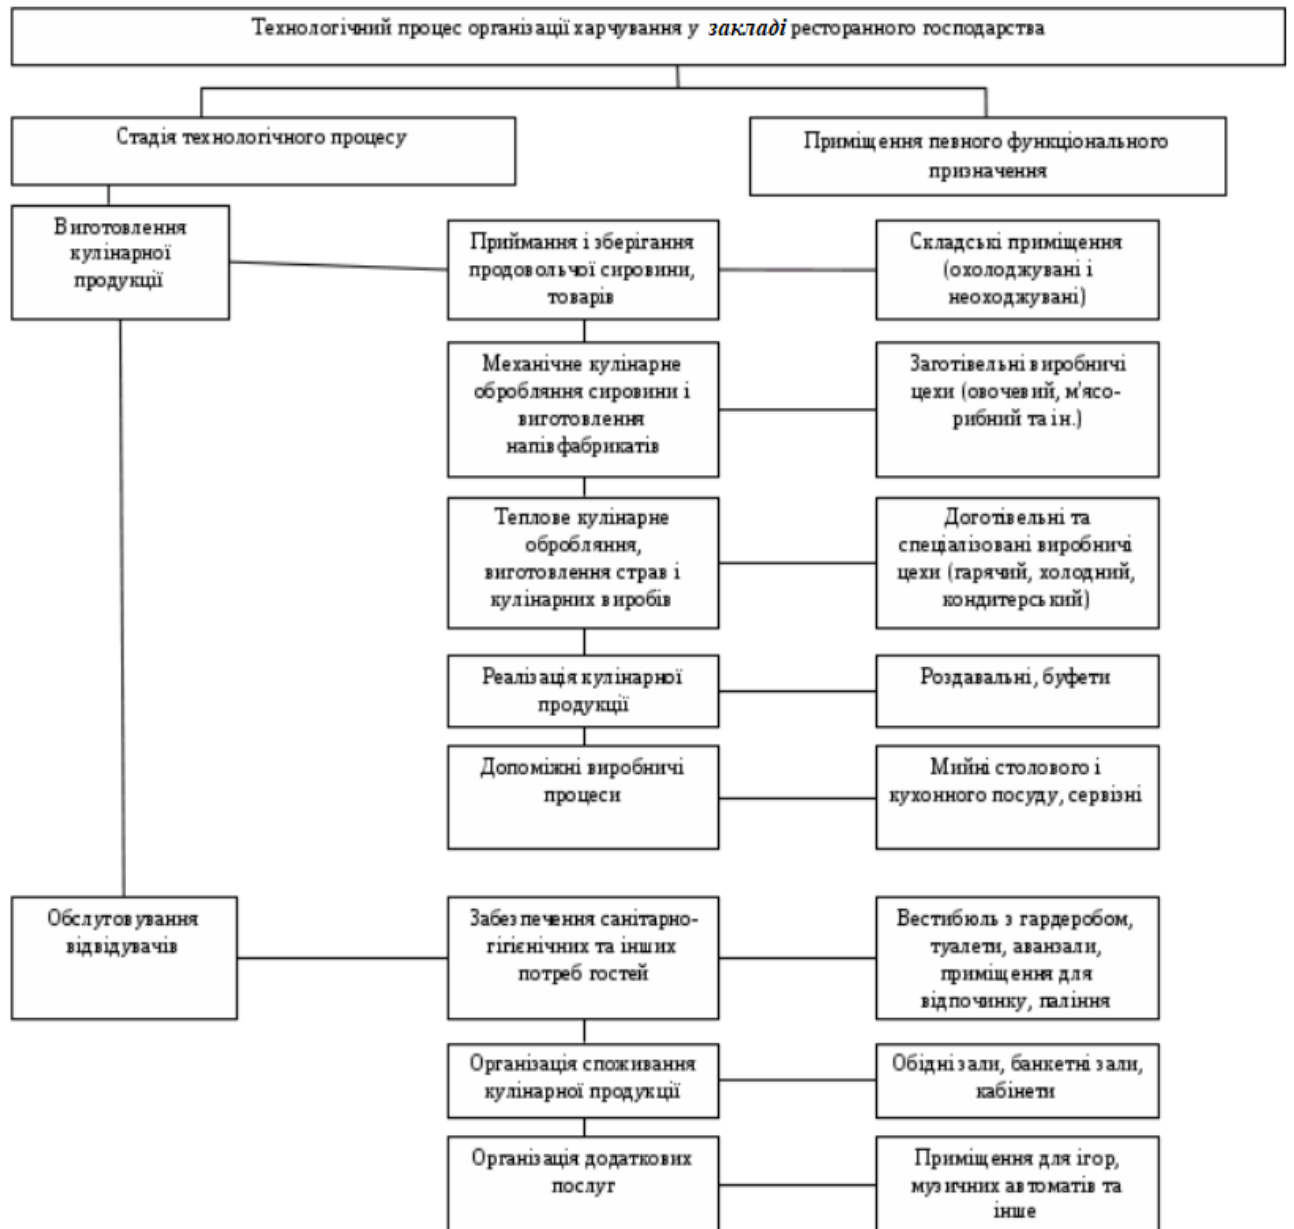 Технологічний процес організації харчування у закладі ресторанного господарства
Стадія технологічного процесу
Приміщення певного функціонального
призначення
Виготовлення
кулінарної
продукції
Приймання і зберігання
продовольчої сировини,
товарів
Складські приміщення
(охолоджувані і
неоходжувані)
Механічне кулінарне
обробляння сировини і
виготовлення
напівфабрикатів
Заготівельні виробничі
цехи (овочевий, м'ясо-
рибний та ін.)
Теплове кулінарне
обробляння,
виготовлення страв і
кулінарних виробів
Доготівельні та
спеціалізовані виробничі
цехи (гарячий, холодний,
кондитерський)
Реалізація кулінарної
продукції
Роздавальні, буфети
Допоміжні виробничі
процеси
Мийні столового і
кухонного посуду, сервізні
Обслутовування
відвідувачів
Забезпечення санітарно-
гігієнічних та інших
потреб гостей
Вестибюль з гардеробом,
туалети, аванзали,
приміщення для
відпочинку, паління
Організація споживання
кулінарної продукції
Обідні зали, банкетні зали,
кабінети
Організація додаткових
послуг
Приміщення для ігор,
музичних автоматів та
інше